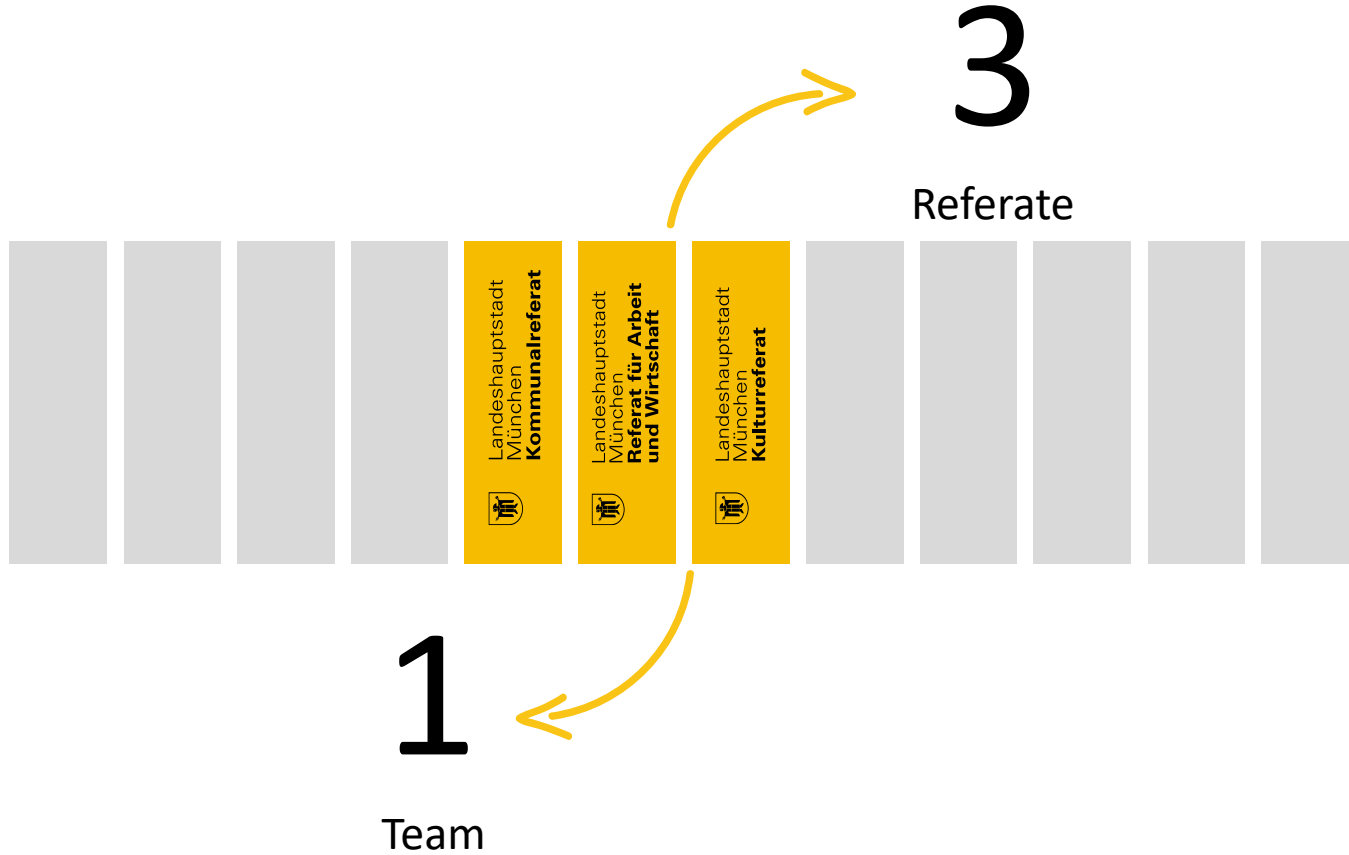 3
Referate
Landeshauptstadt
München
Kommunalreferat
Landeshauptstadt
München
Referat für Arbeit
und Wirtschaft
Landeshauptstadt
München
Kulturreferat
1
Team